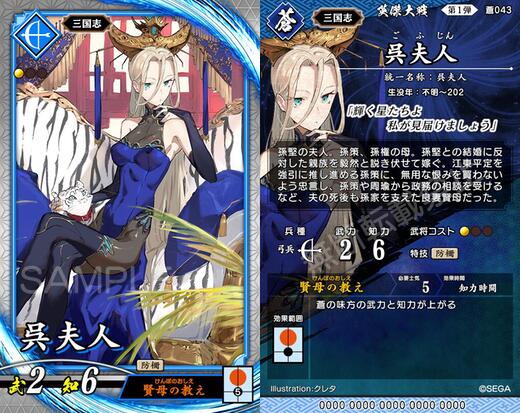 三国志
SAMPLE
呉夫人
防柵
武2 知6
けんぼのおしえ
賢母の教え
5
蒼
三国志
英傑大戦
第1弾
蒼043
ごふじん
呉夫人
統一名称：呉夫人
生没年：不明～202
「輝く星たちよ
私が見届けましょう」
孫堅の夫人。孫策、孫権の母。孫堅との結婚に反
対した親族を毅然と説き伏せて嫁ぐ。江東平定を
強引に推し進める孫策に、無用な恨みを買わない
よう忠言し、孫策や周瑜から政務の相談を受ける
など、夫の死後も孫家を支えた良妻賢母だった。
兵種 武力 知力 武将コスト
弓兵 2 6 特技 防柵
けんぼのおしえ 必要士気 効果時間
賢母の教え 5 知力時間
蒼の味方の武力と知力が上がる
効果範囲
Illustration:クレタ
©SEGA
0000 0000 0000 0000 0000